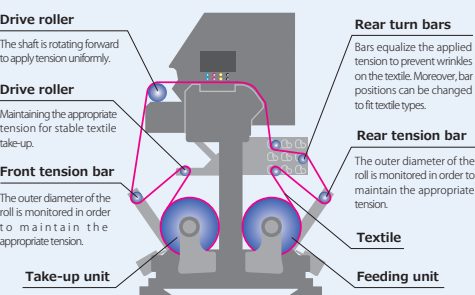 Drive roller
The shaft is rotating forward
to apply tension uniformly.
Drive roller
Maintaining the appropriate
tension for stable textile
take-up.
Front tension bar
The outer diameter of the
roll is monitored in order
to maintain the
appropriate tension.
Take-up unit
Rear turn bars
Bars equalize the applied
tension to prevent wrinkles
on the textile. Moreover, bar
positions can be changed
to fit textile types.
Rear tension bar
The outer diameter of the
roll is monitored in order to
maintain the appropriate
tension.
Textile
Feeding unit